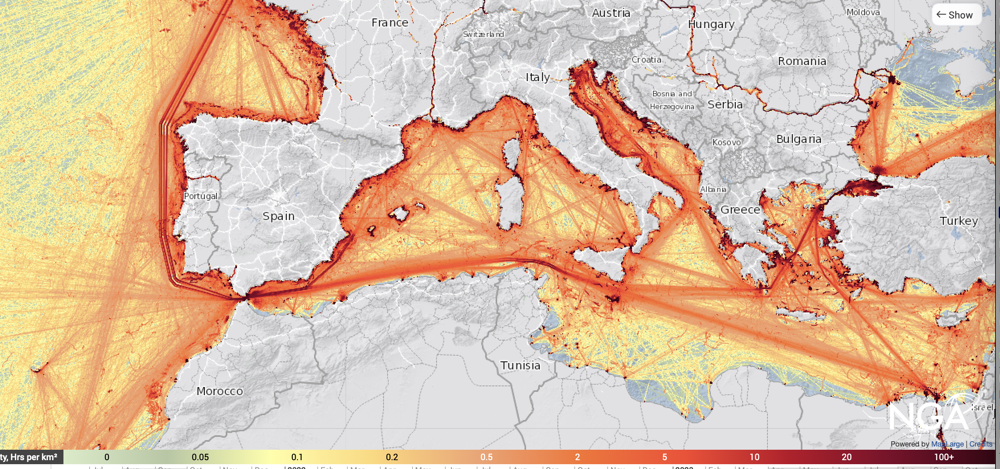 Austria
Moldova
← Show
France
Hungary
Switzerland
Croatia
Romania
Italy
Bosnia and
Herzegovina
Serbia
Kosovo
Bulgaria
Albania
Portugal
Spain
Greece
Turkey
Tunisia
Morocco
NGA
Israel
Powered by MapLarge | Credits
ty, Hrs per km² 0 0.05 0.1 0.2 0.5 2 5 10 20 100+